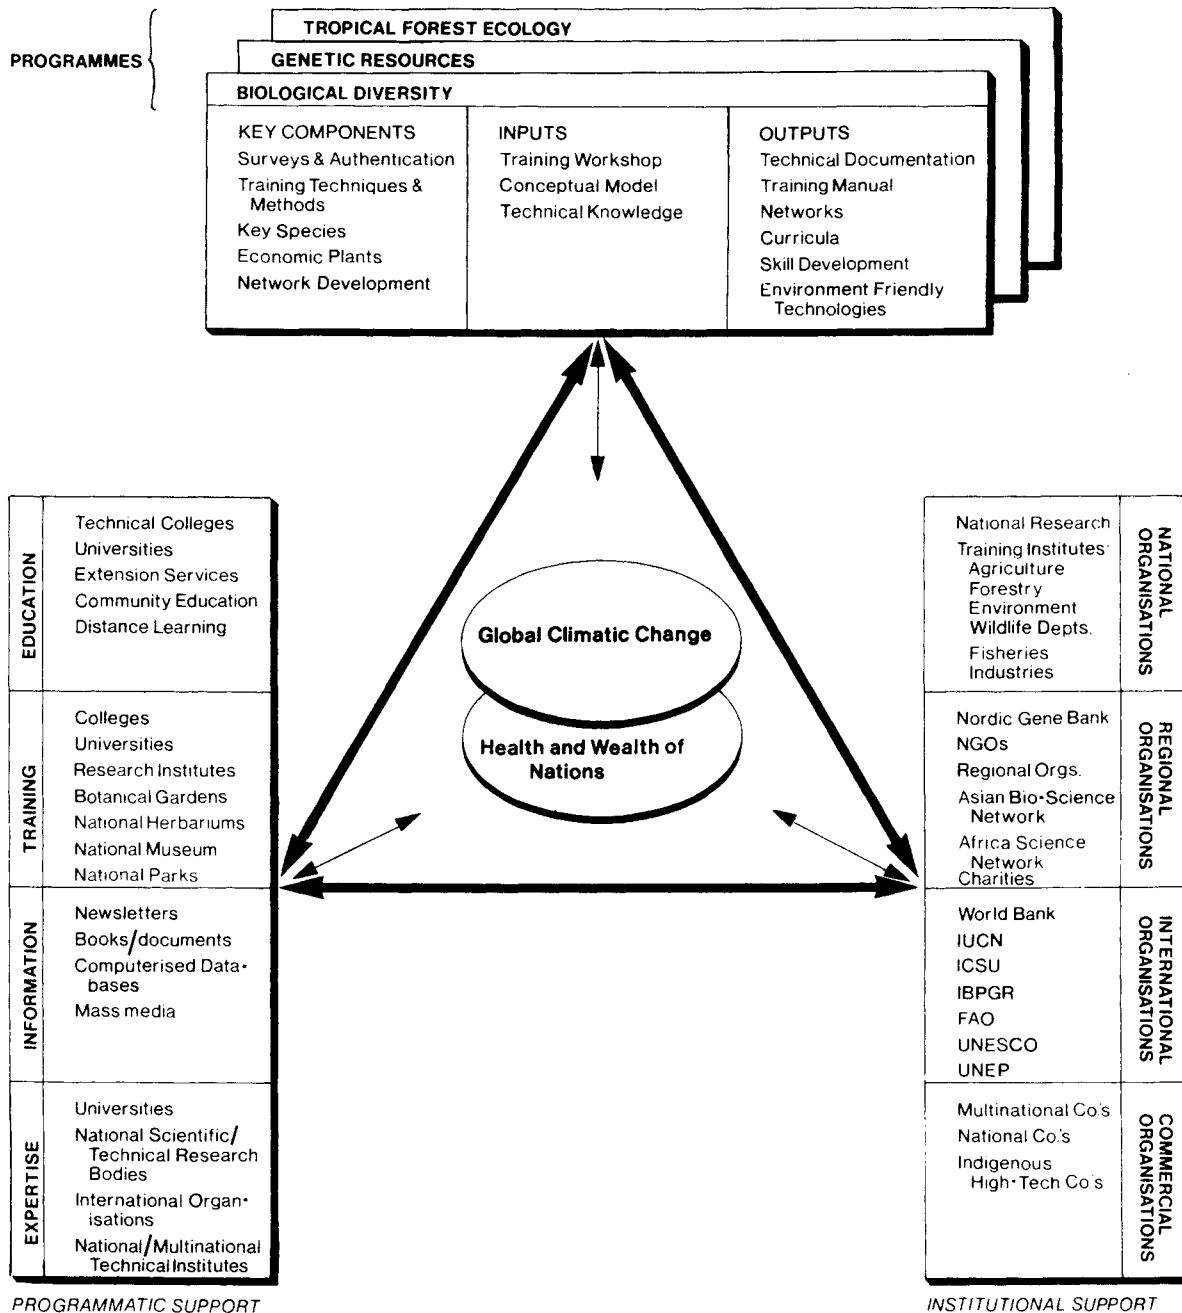 PROGRAMMES
TROPICAL FOREST ECOLOGY
GENETIC RESOURCES
BIOLOGICAL DIVERSITY
KEY COMPONENTS
Surveys & Authentication
Training Techniques &
Methods
Key Species
Economic Plants
Network Development
INPUTS
Training Workshop
Conceptual Model
Technical Knowledge
OUTPUTS
Technical Documentation
Training Manual
Networks
Curricula
Skill Development
Environment Friendly
Technologies
Global Climatic Change
Health and Wealth of
Nations
EDUCATION
Technical Colleges
Universities
Extension Services
Community Education
Distance Learning
TRAINING
Colleges
Universities
Research Institutes
Botanical Gardens
National Herbariums
National Museum
National Parks
INFORMATION
Newsletters
Books/documents
Computerised Data-
bases
Mass media
EXPERTISE
Universities
National Scientific/
Technical Research
Bodies
International Organ-
isations
National/Multinational
Technical Institutes
PROGRAMMATIC SUPPORT
National Research
Training Institutes
Agriculture
Forestry
Environment
Wildlife Depts.
Fisheries
Industries
NATIONAL
ORGANISATIONS
Nordic Gene Bank
NGOs
Regional Orgs.
Asian Bio-Science
Network
Africa Science
Network
Charities
REGIONAL
ORGANISATIONS
World Bank
IUCN
ICSU
IBPGR
FAO
UNESCO
UNEP
INTERNATIONAL
ORGANISATIONS
Multinational Co.'s
National Co.'s
Indigenous
High-Tech Co's
COMMERCIAL
ORGANISATIONS
INSTITUTIONAL SUPPORT